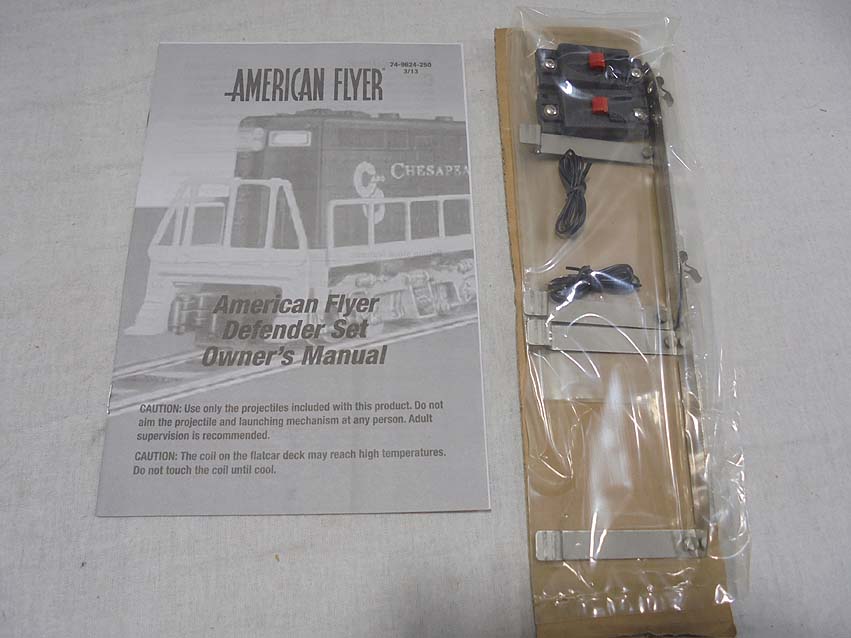 AMERICAN FLYER
74-9824-250
3/13
CHESAPEA
American Flyer
Defender Set
Owner's Manual
CAUTION: Use only the projectiles included with this product. Do not
aim the projectile and launching mechanism at any person. Adult
supervision is recommended.
CAUTION: The coil on the flatcar deck may reach high temperatures.
Do not touch the coil until cool.